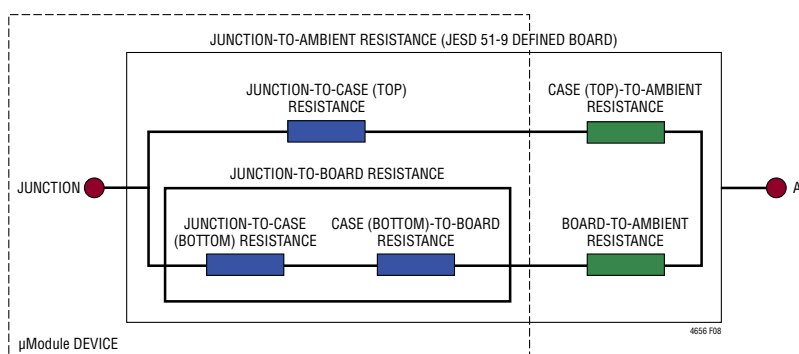 JUNCTION-TO-AMBIENT RESISTANCE (JESD 51-9 DEFINED BOARD)
JUNCTION-TO-CASE (TOP)
RESISTANCE
CASE (TOP)-TO-AMBIENT
RESISTANCE
JUNCTION
JUNCTION-TO-BOARD RESISTANCE
A
JUNCTION-TO-CASE
(BOTTOM) RESISTANCE
CASE (BOTTOM)-TO-BOARD
RESISTANCE
BOARD-TO-AMBIENT
RESISTANCE
4656 F08
µModule DEVICE